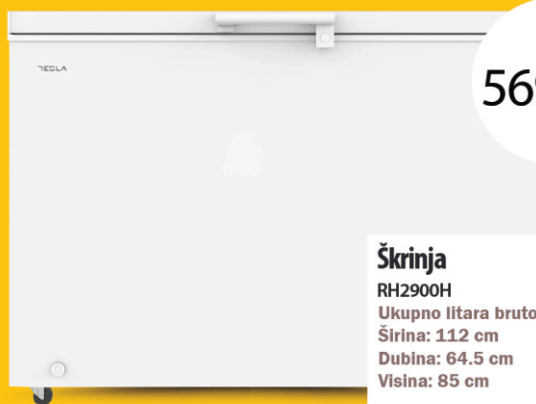 TESLA
56
Škrinja
RH2900H
Ukupno litara bruto
Širina: 112 cm
Dubina: 64.5 cm
Visina: 85 cm